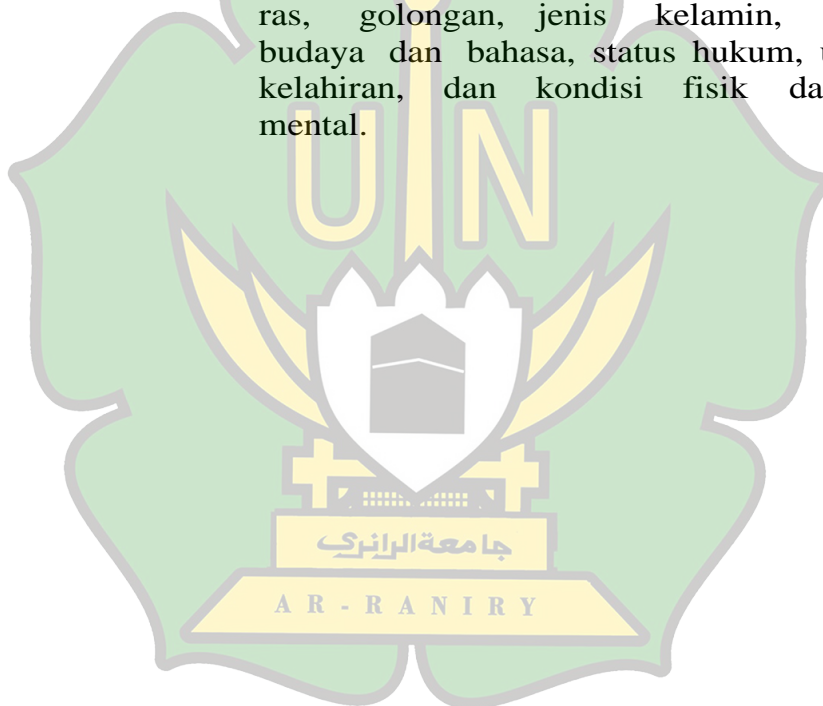 ras, golongan, jenis kelamin,
budaya dan bahasa, status hukum,
kelahiran, dan kondisi fisik
mental.
UIN
جامعة الرانري
AR-RANIRY